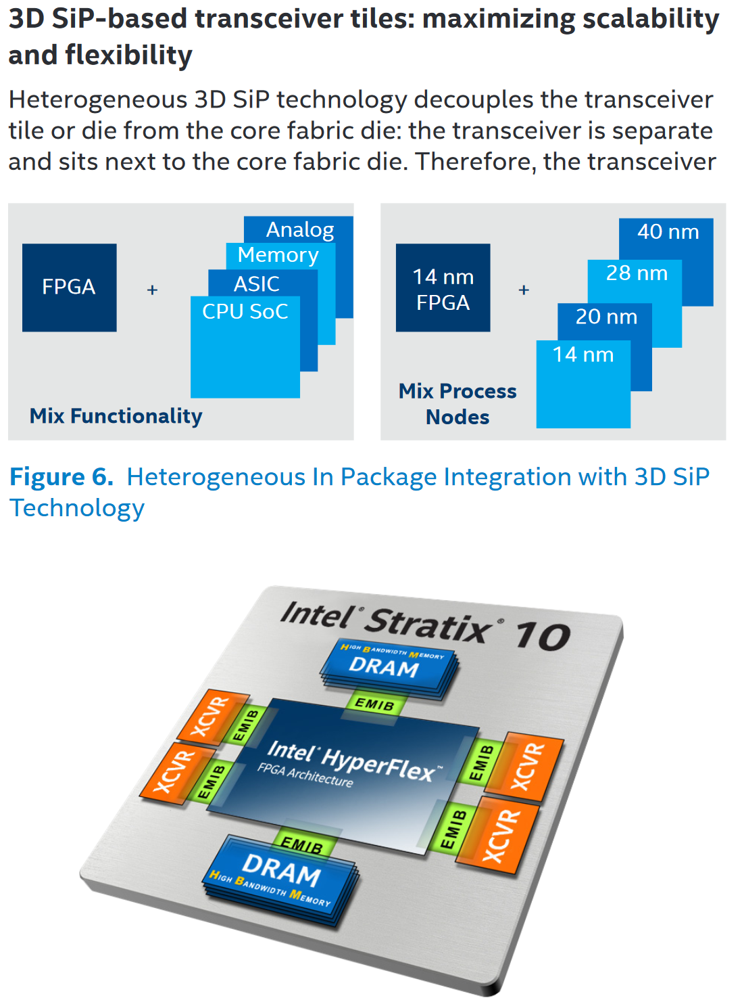 3D SiP-based transceiver tiles: maximizing scalability
and flexibility
Heterogeneous 3D SiP technology decouples the transceiver
tile or die from the core fabric die: the transceiver is separate
and sits next to the core fabric die. Therefore, the transceiver
FPGA
+
Analog
Memory
ASIC
CPU SoC
Mix Functionality
14 nm
FPGA
+
40 nm
28 nm
20 nm
14 nm
Mix Process
Nodes
Figure 6. Heterogeneous In Package Integration with 3D SiP
Technology
Intel® Stratix® 10
HIGH BANDWIDTH MEMORY
DRAM
EMIB
XCVR
EMIB
XCVR
EMIB
Intel® HyperFlex™
FPGA Architecture
EMIB
XCVR
EMIB
XCVR
EMIB
DRAM
HIGH BANDWIDTH MEMORY